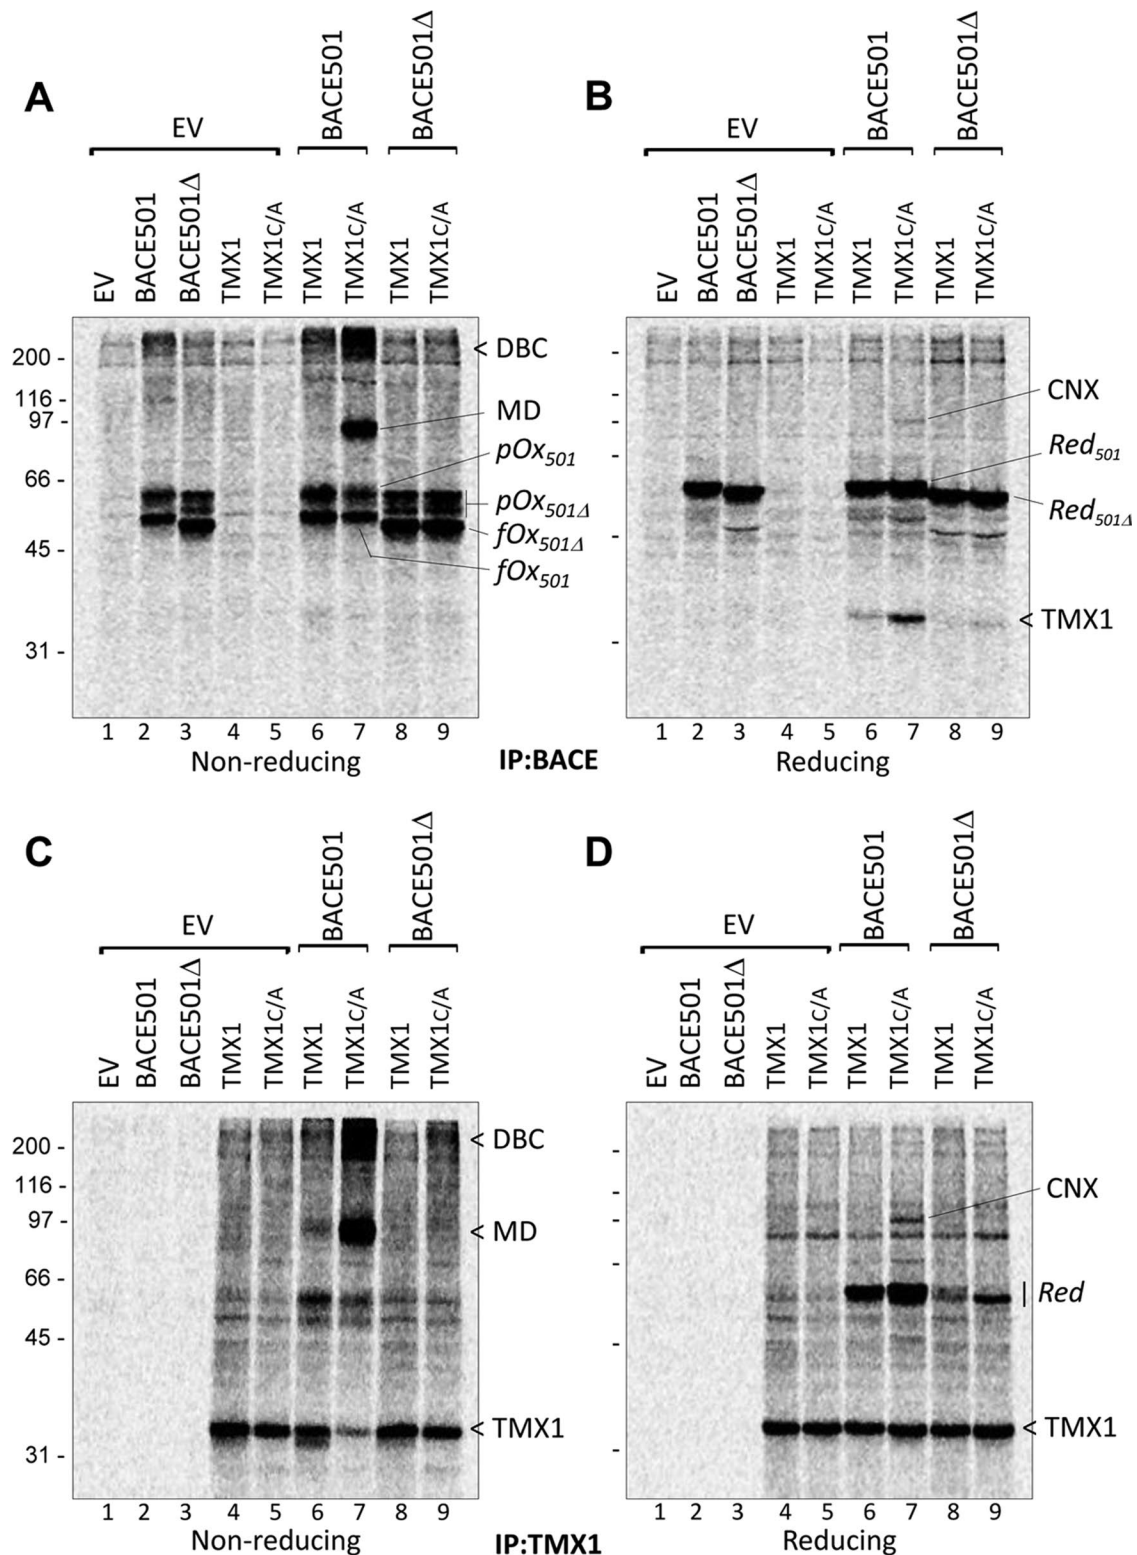 A
EV
BACE501
BACE501Δ
EV
BACE501
BACE501Δ
TMX1
TMX1C/A
TMX1
TMX1C/A
TMX1
TMX1C/A
200 -
116 -
97 -
66 -
45 -
31 -
< DBC
MD
pOx501
pOx501Δ
fOx501Δ
fOx501
1 2 3 4 5 6 7 8 9
Non-reducing
B
EV
BACE501
BACE501Δ
EV
BACE501
BACE501Δ
TMX1
TMX1C/A
TMX1
TMX1C/A
TMX1
TMX1C/A
-
-
-
-
-
-
CNX
Red501
Red501Δ
< TMX1
1 2 3 4 5 6 7 8 9
Reducing
IP:BACE
C
EV
BACE501
BACE501Δ
EV
BACE501
BACE501Δ
TMX1
TMX1C/A
TMX1
TMX1C/A
TMX1
TMX1C/A
200 -
116 -
97 -
66 -
45 -
31 -
< DBC
< MD
< TMX1
1 2 3 4 5 6 7 8 9
Non-reducing
D
EV
BACE501
BACE501Δ
EV
BACE501
BACE501Δ
TMX1
TMX1C/A
TMX1
TMX1C/A
TMX1
TMX1C/A
-
-
-
-
-
-
CNX
Red
< TMX1
1 2 3 4 5 6 7 8 9
Reducing
IP:TMX1